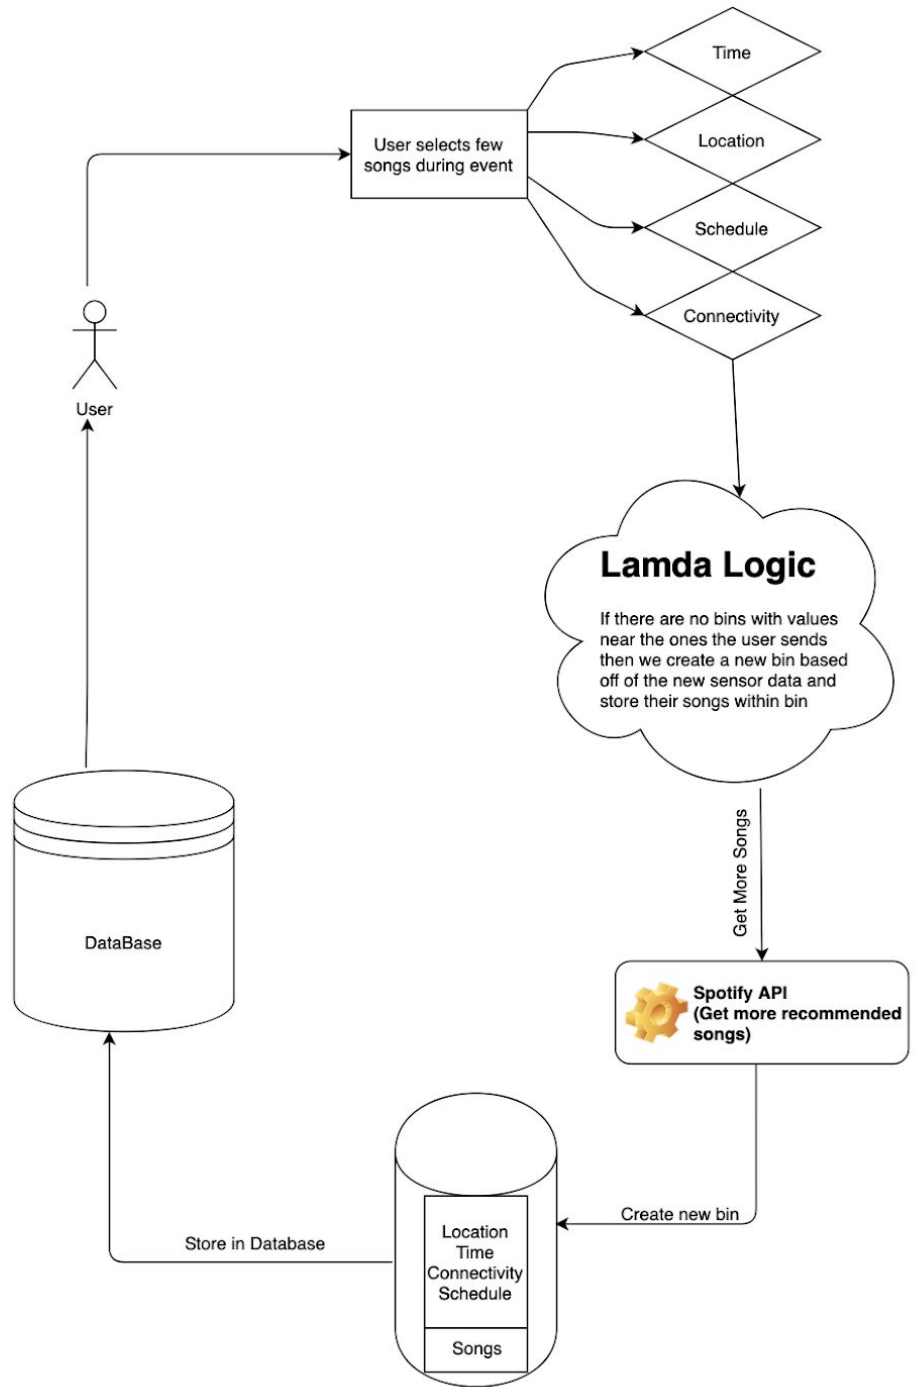 Time
User selects few
songs during event
Location
Schedule
Connectivity
User
Lamda Logic
If there are no bins with values
near the ones the user sends
then we create a new bin based
off of the new sensor data and
store their songs within bin
Get More Songs
DataBase
Spotify API
(Get more recommended
songs)
Create new bin
Store in Database
Location
Time
Connectivity
Schedule
Songs